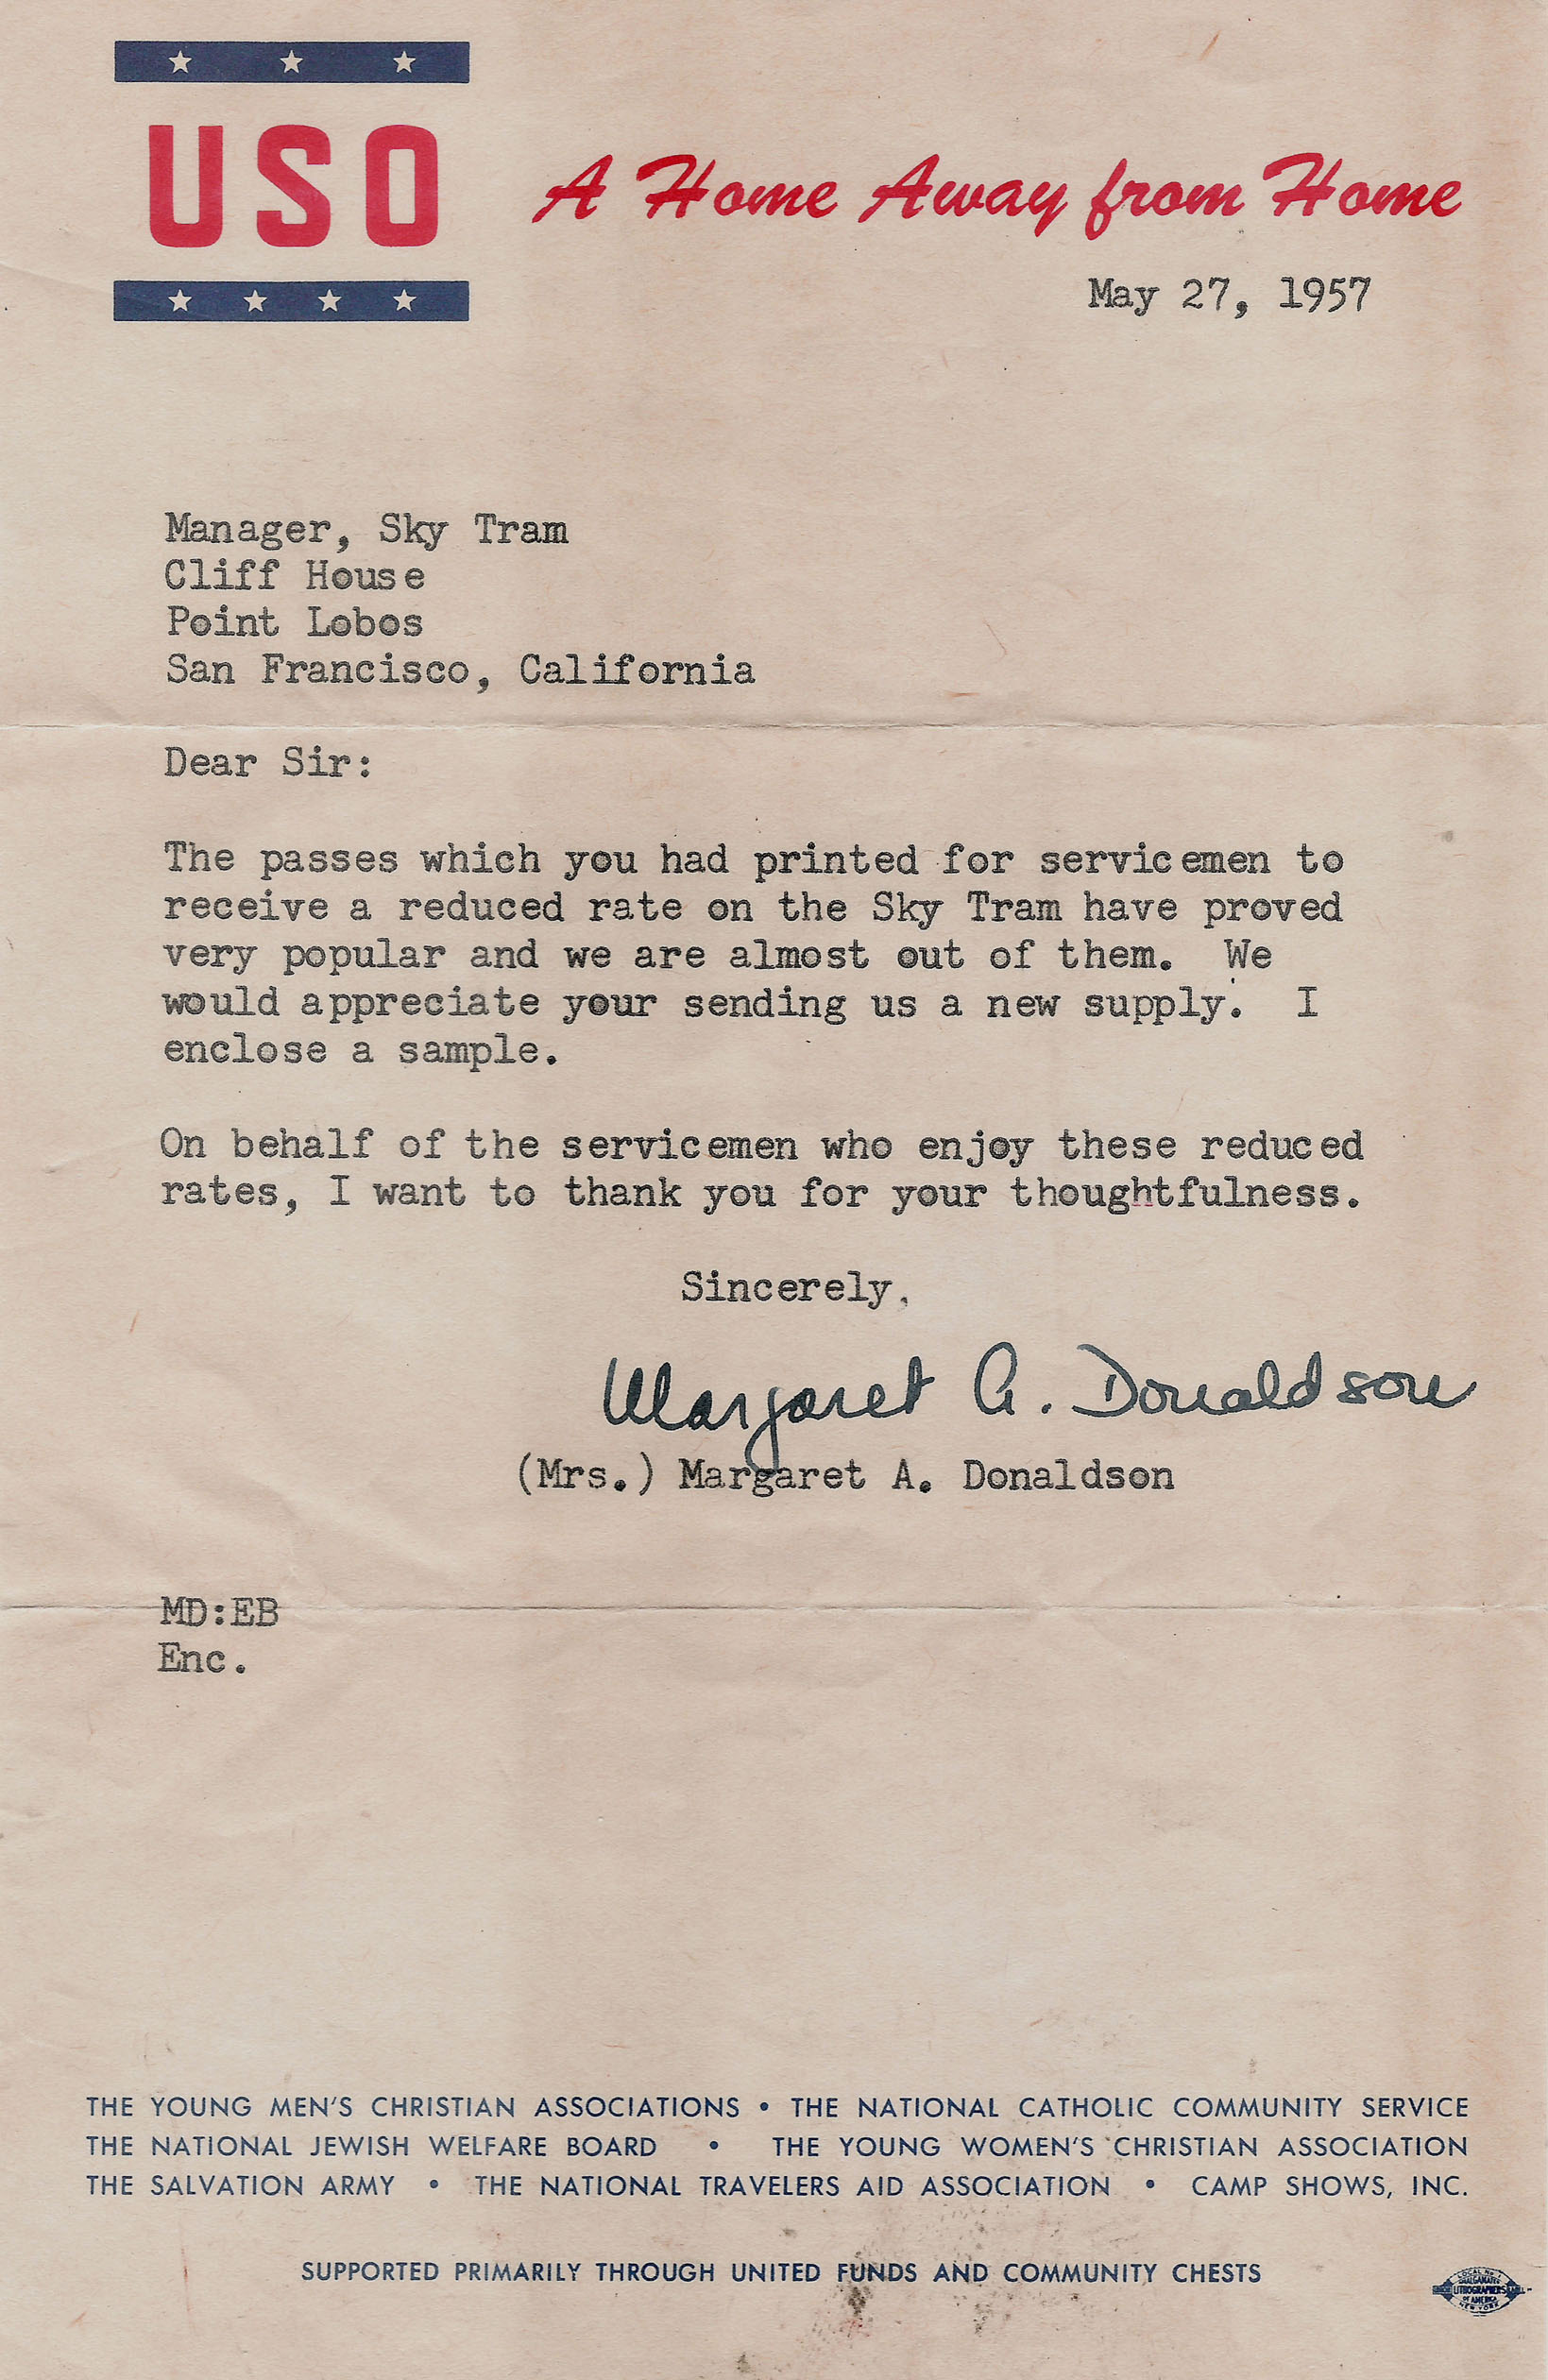 USO
A Home Away from Home
May 27, 1957
Manager, Sky Tram
Cliff House
Point Lobos
San Francisco, California
Dear Sir:
The passes which you had printed for servicemen to
receive a reduced rate on the Sky Tram have proved
very popular and we are almost out of them. We
would appreciate your sending us a new supply. I
enclose a sample.
On behalf of the servicemen who enjoy these reduced
rates, I want to thank you for your thoughtfulness.
Sincerely,
Margaret A. Donaldson
(Mrs.) Margaret A. Donaldson
MD:EB
Enc.
THE YOUNG MEN'S CHRISTIAN ASSOCIATIONS • THE NATIONAL CATHOLIC COMMUNITY SERVICE
THE NATIONAL JEWISH WELFARE BOARD • THE YOUNG WOMEN'S CHRISTIAN ASSOCIATION
THE SALVATION ARMY • THE NATIONAL TRAVELERS AID ASSOCIATION • CAMP SHOWS, INC.
SUPPORTED PRIMARILY THROUGH UNITED FUNDS AND COMMUNITY CHESTS
AMALGAMATED
LITHOGRAPHERS
OF AMERICA
NEW YORK